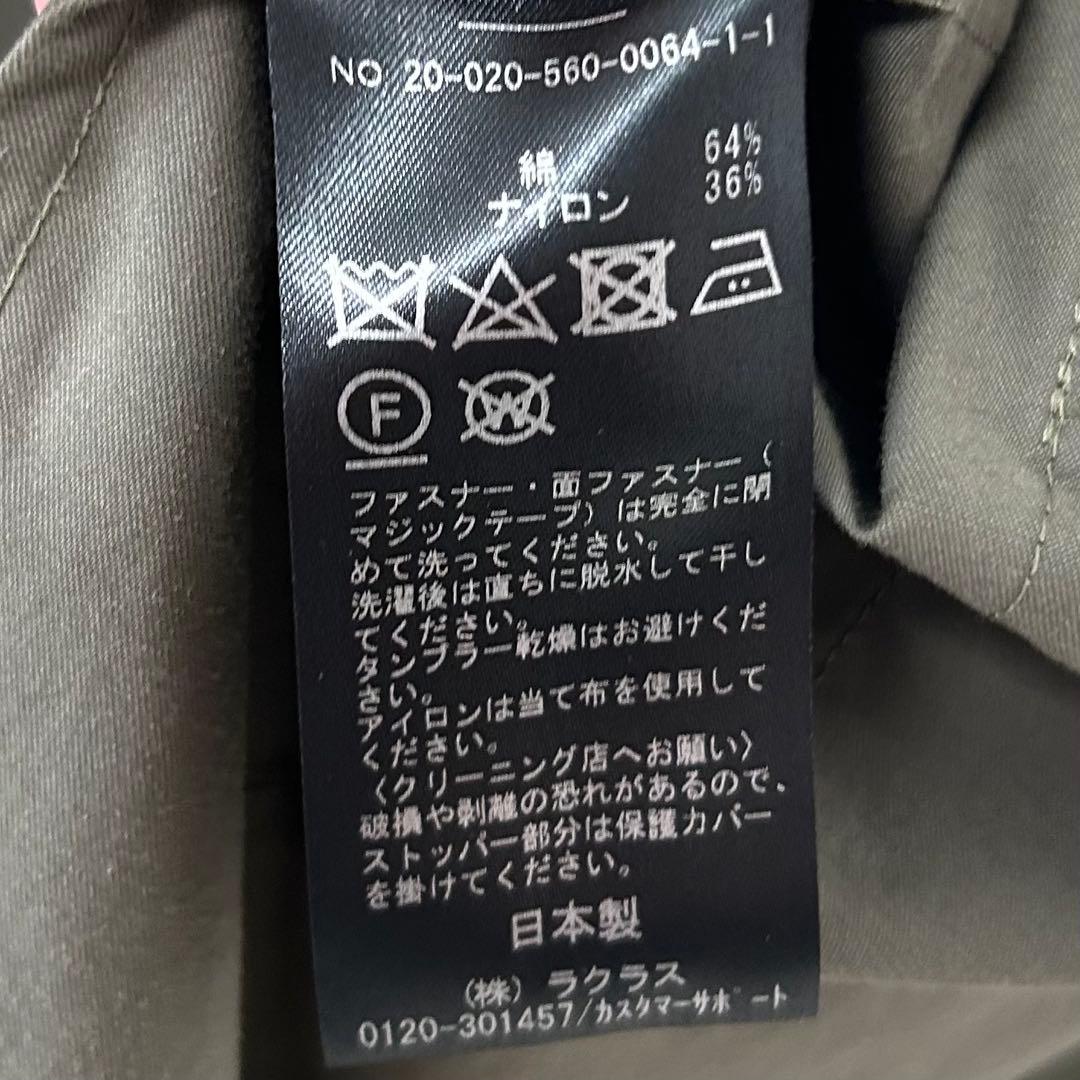 NO 20-020-560-0064-1-1
綿 64%
ナイロン 36%
F
W
ファスナー・面ファスナー(
マジックテープ)は完全に閉
めて洗ってください。
洗濯後は直ちに脱水して干し
てください。
タンブラー乾燥はお避けくだ
さい。
アイロンは当て布を使用して
ください。
〈クリーニング店へお願い〉
破損や剥離の恐れがあるので、
ストッパー部分は保護カバー
を掛けてください。
日本製
(株) ラクラス
0120-301457/カスタマーサポート